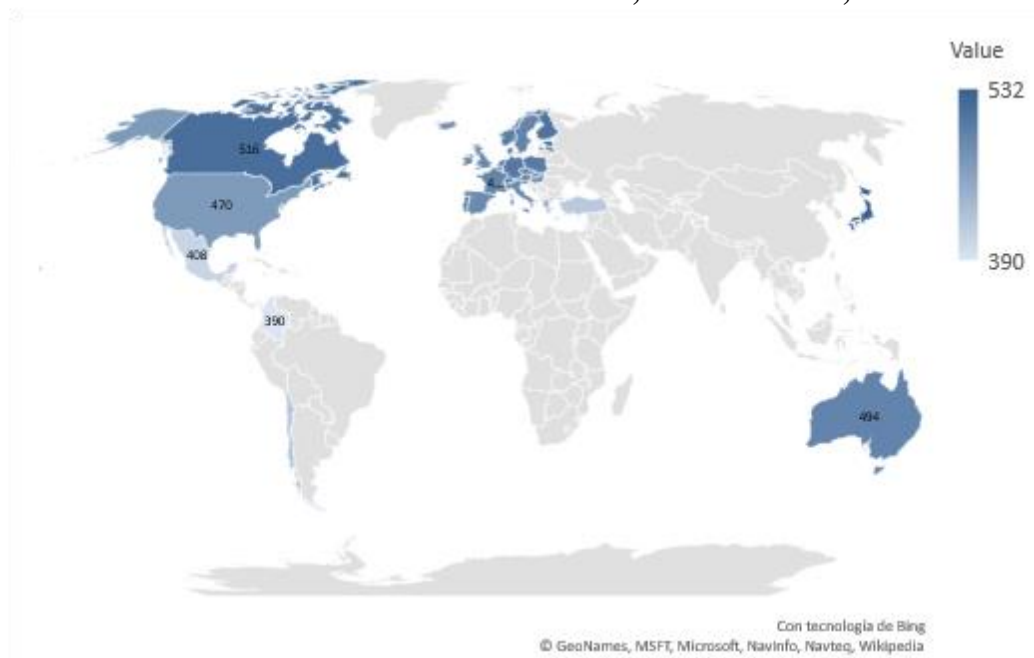 Value
532
390
516
470
408
390
494
Con tecnología de Bing
© GeoNames, MSFT, Microsoft, Navinfo, Navteq, Wikipedia